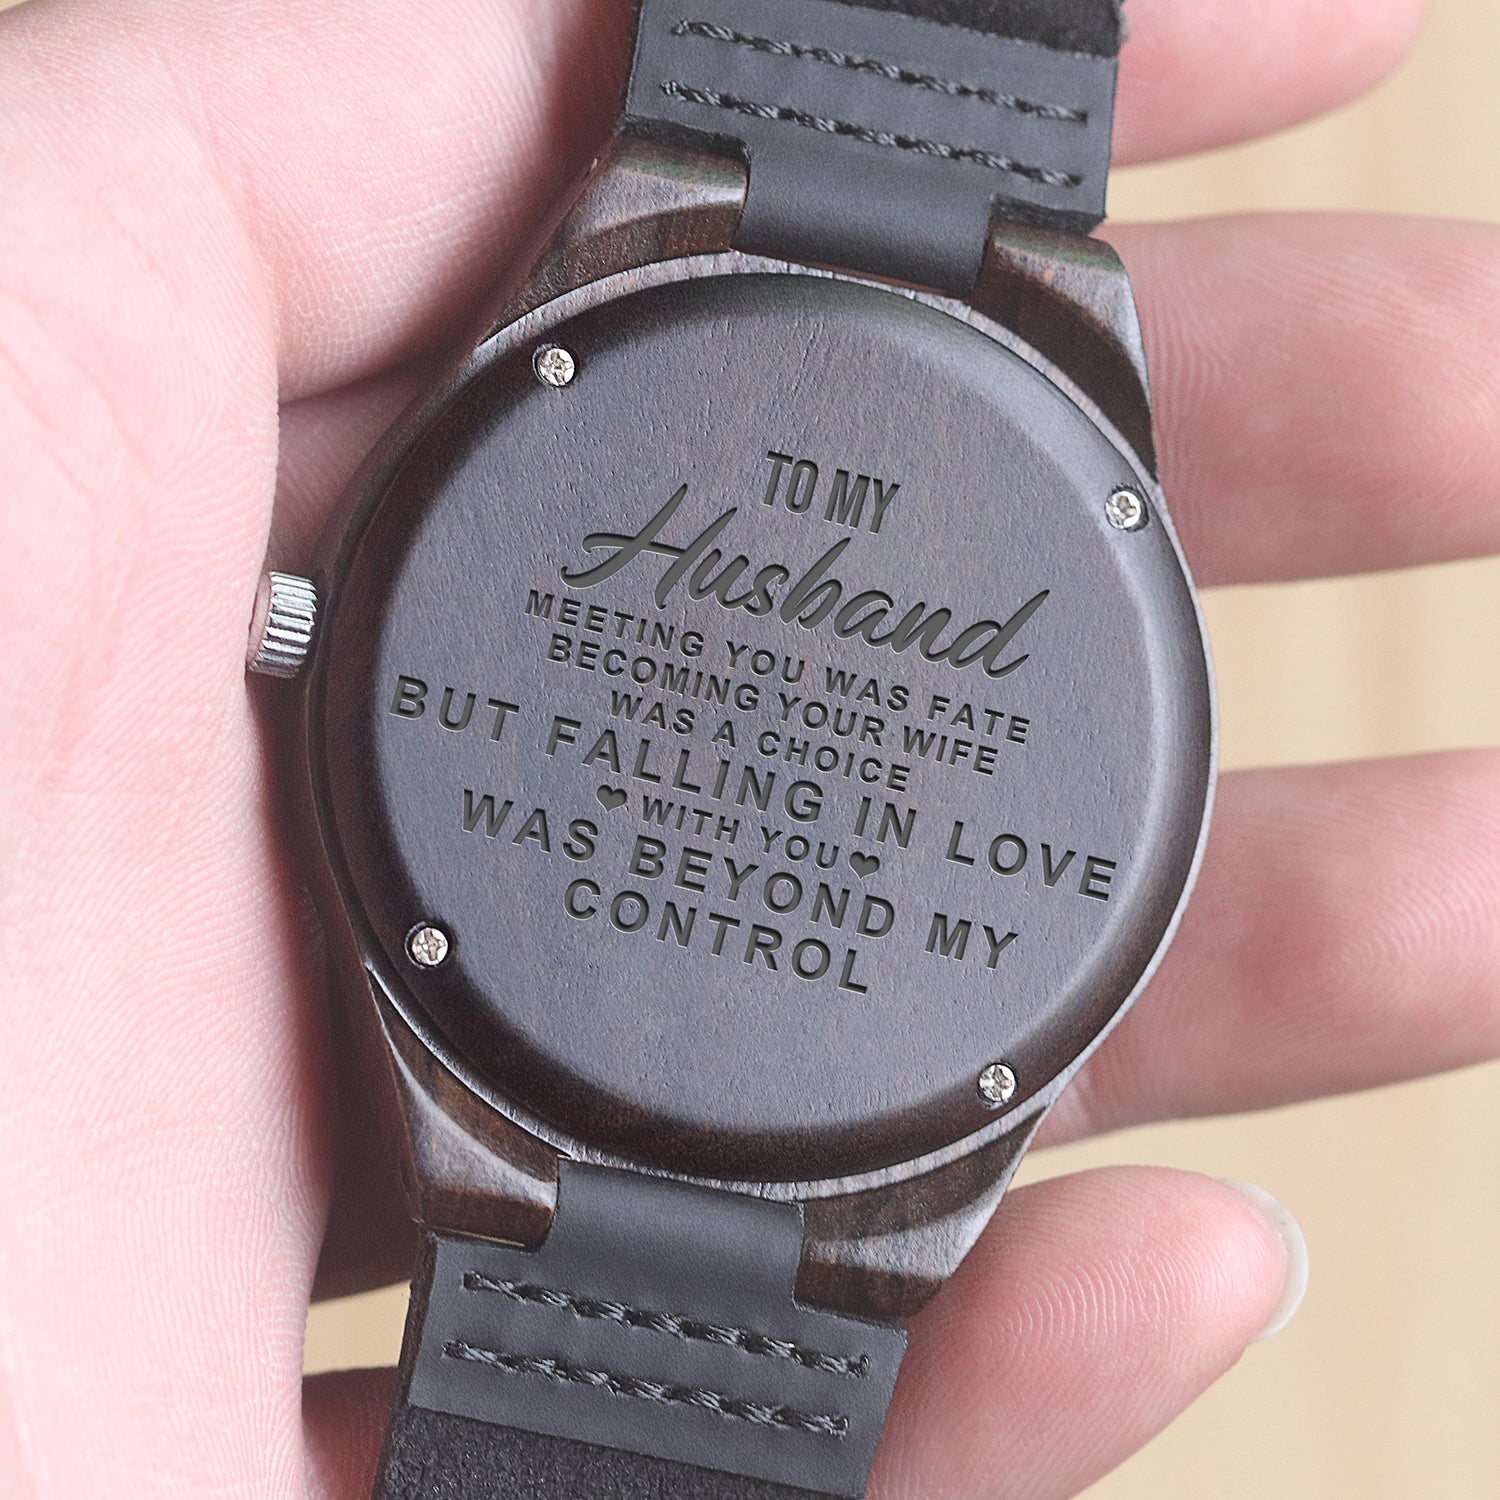 TO MY
Husband
MEETING YOU WAS FATE
BECOMING YOUR WIFE
WAS A CHOICE
BUT FALLING IN LOVE
♥ WITH YOU ♥
WAS BEYOND MY
CONTROL